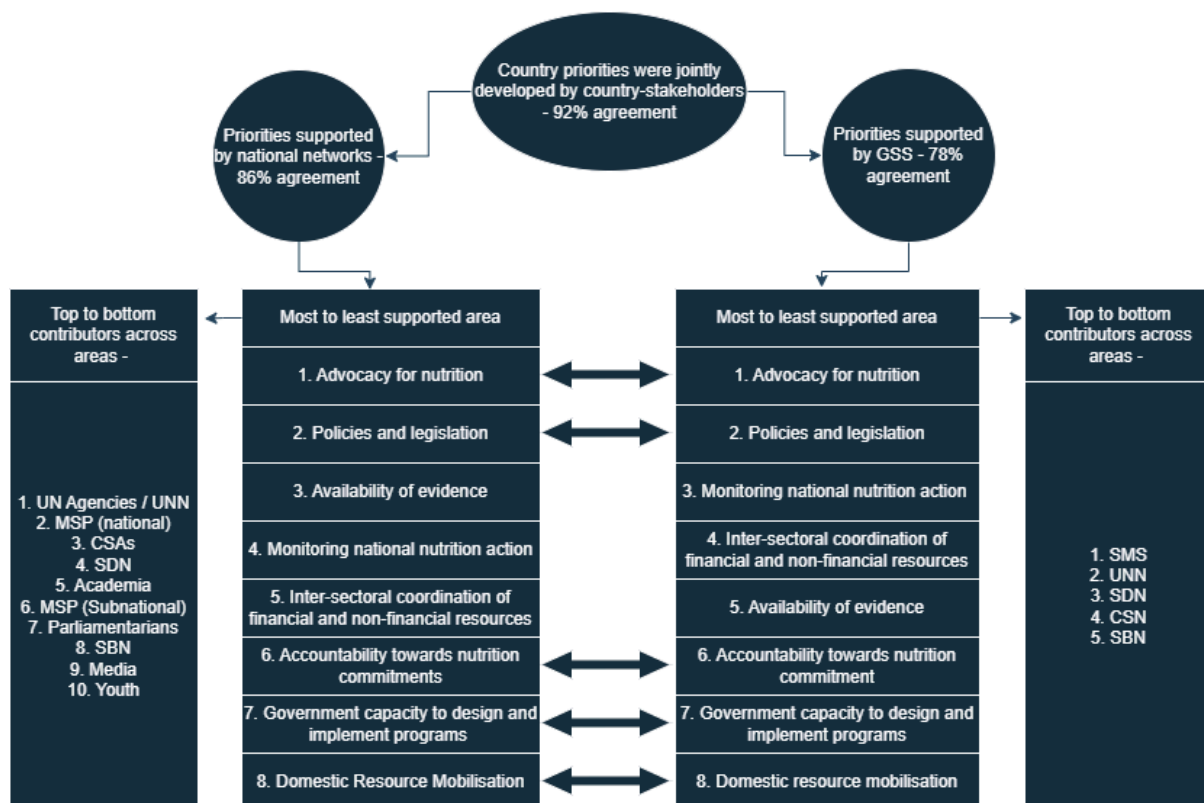 Country priorities were jointly
developed by country-stakeholders
- 92% agreement
Priorities supported
by national networks -
86% agreement
Priorities supported
by GSS - 78%
agreement
Top to bottom
contributors across
areas -
1. UN Agencies / UNN
2. MSP (national)
3. CSAs
4. SDN
5. Academia
6. MSP (Subnational)
7. Parliamentarians
8. SBN
9. Media
10. Youth
Most to least supported area
1. Advocacy for nutrition
2. Policies and legislation
3. Availability of evidence
4. Monitoring national nutrition action
5. Inter-sectoral coordination of
financial and non-financial resources
6. Accountability towards nutrition
commitments
7. Government capacity to design and
implement programs
8. Domestic Resource Mobilisation
Most to least supported area
1. Advocacy for nutrition
2. Policies and legislation
3. Monitoring national nutrition action
4. Inter-sectoral coordination of
financial and non-financial resources
5. Availability of evidence
6. Accountability towards nutrition
commitment
7. Government capacity to design and
implement programs
8. Domestic resource mobilisation
Top to bottom
contributors across
areas -
1. SMS
2. UNN
3. SDN
4. CSN
5. SBN